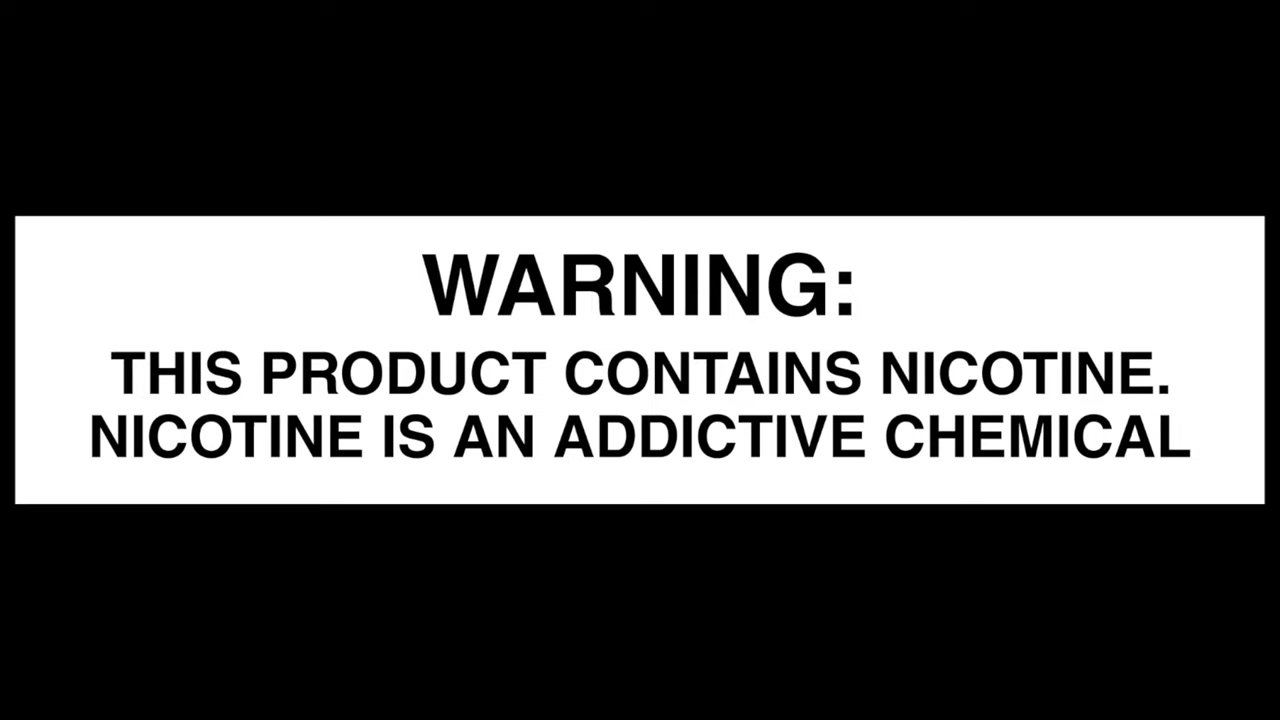 WARNING:
THIS PRODUCT CONTAINS NICOTINE.
NICOTINE IS AN ADDICTIVE CHEMICAL